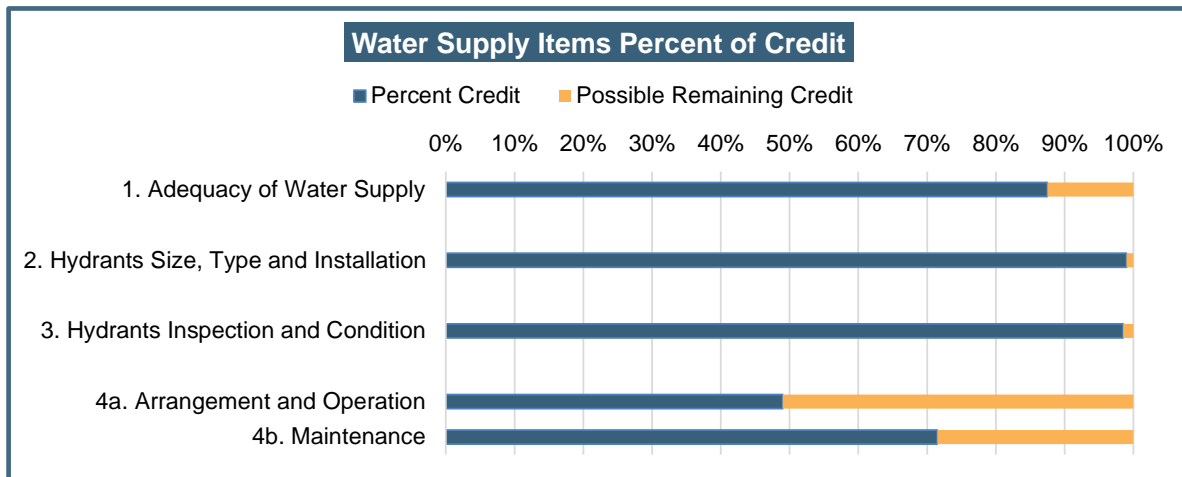 Water Supply Items Percent of Credit
Percent Credit Possible Remaining Credit
0% 10% 20% 30% 40% 50% 60% 70% 80% 90% 100%
1. Adequacy of Water Supply
2. Hydrants Size, Type and Installation
3. Hydrants Inspection and Condition
4a. Arrangement and Operation
4b. Maintenance